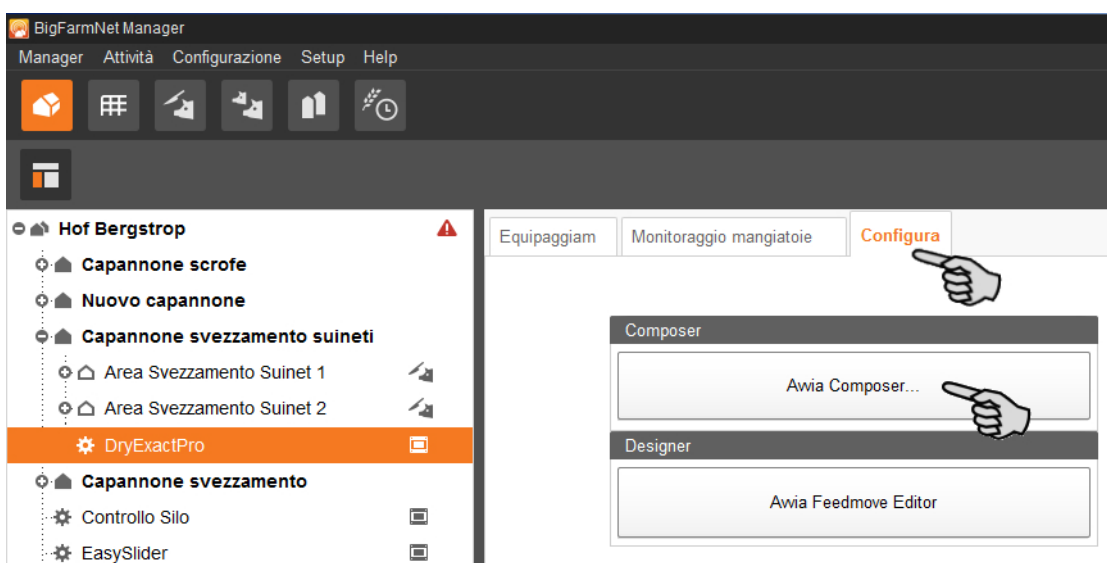 BigFarmNet Manager
Manager Attività Configurazione Setup Help
Hof Bergstrop
Capannone scrofe
Nuovo capannone
Capannone svezzamento suineti
Area Svezzamento Suinet 1
Area Svezzamento Suinet 2
DryExactPro
Capannone svezzamento
Controllo Silo
EasySlider
Equipaggiam Monitoraggio mangiatoie Configura
Composer
Avvia Composer...
Designer
Avvia Feedmove Editor